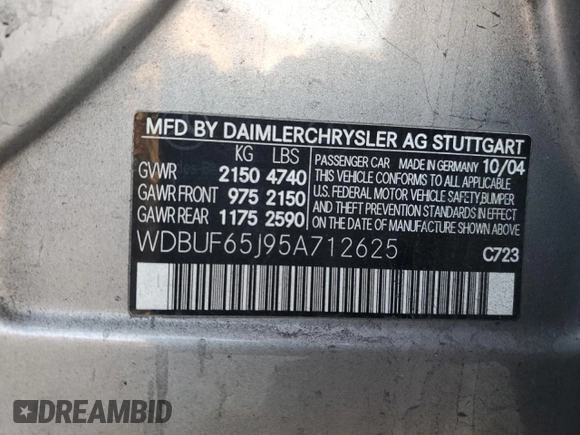 MFD BY DAIMLERCHRYSLER AG STUTTGART
KG LBS
GVWR 2150 4740
GAWR FRONT 975 2150
GAWR REAR 1175 2590
PASSENGER CAR MADE IN GERMANY 10/04
THIS VEHICLE CONFORMS TO ALL APPLICABLE
U.S. FEDERAL MOTOR VEHICLE SAFETY,BUMPER
AND THEFT PREVENTION STANDARDS IN EFFECT
ON THE DATE OF MANUFACTURE SHOWN ABOVE
WDBUF65J95A712625
C723
DREAMBID